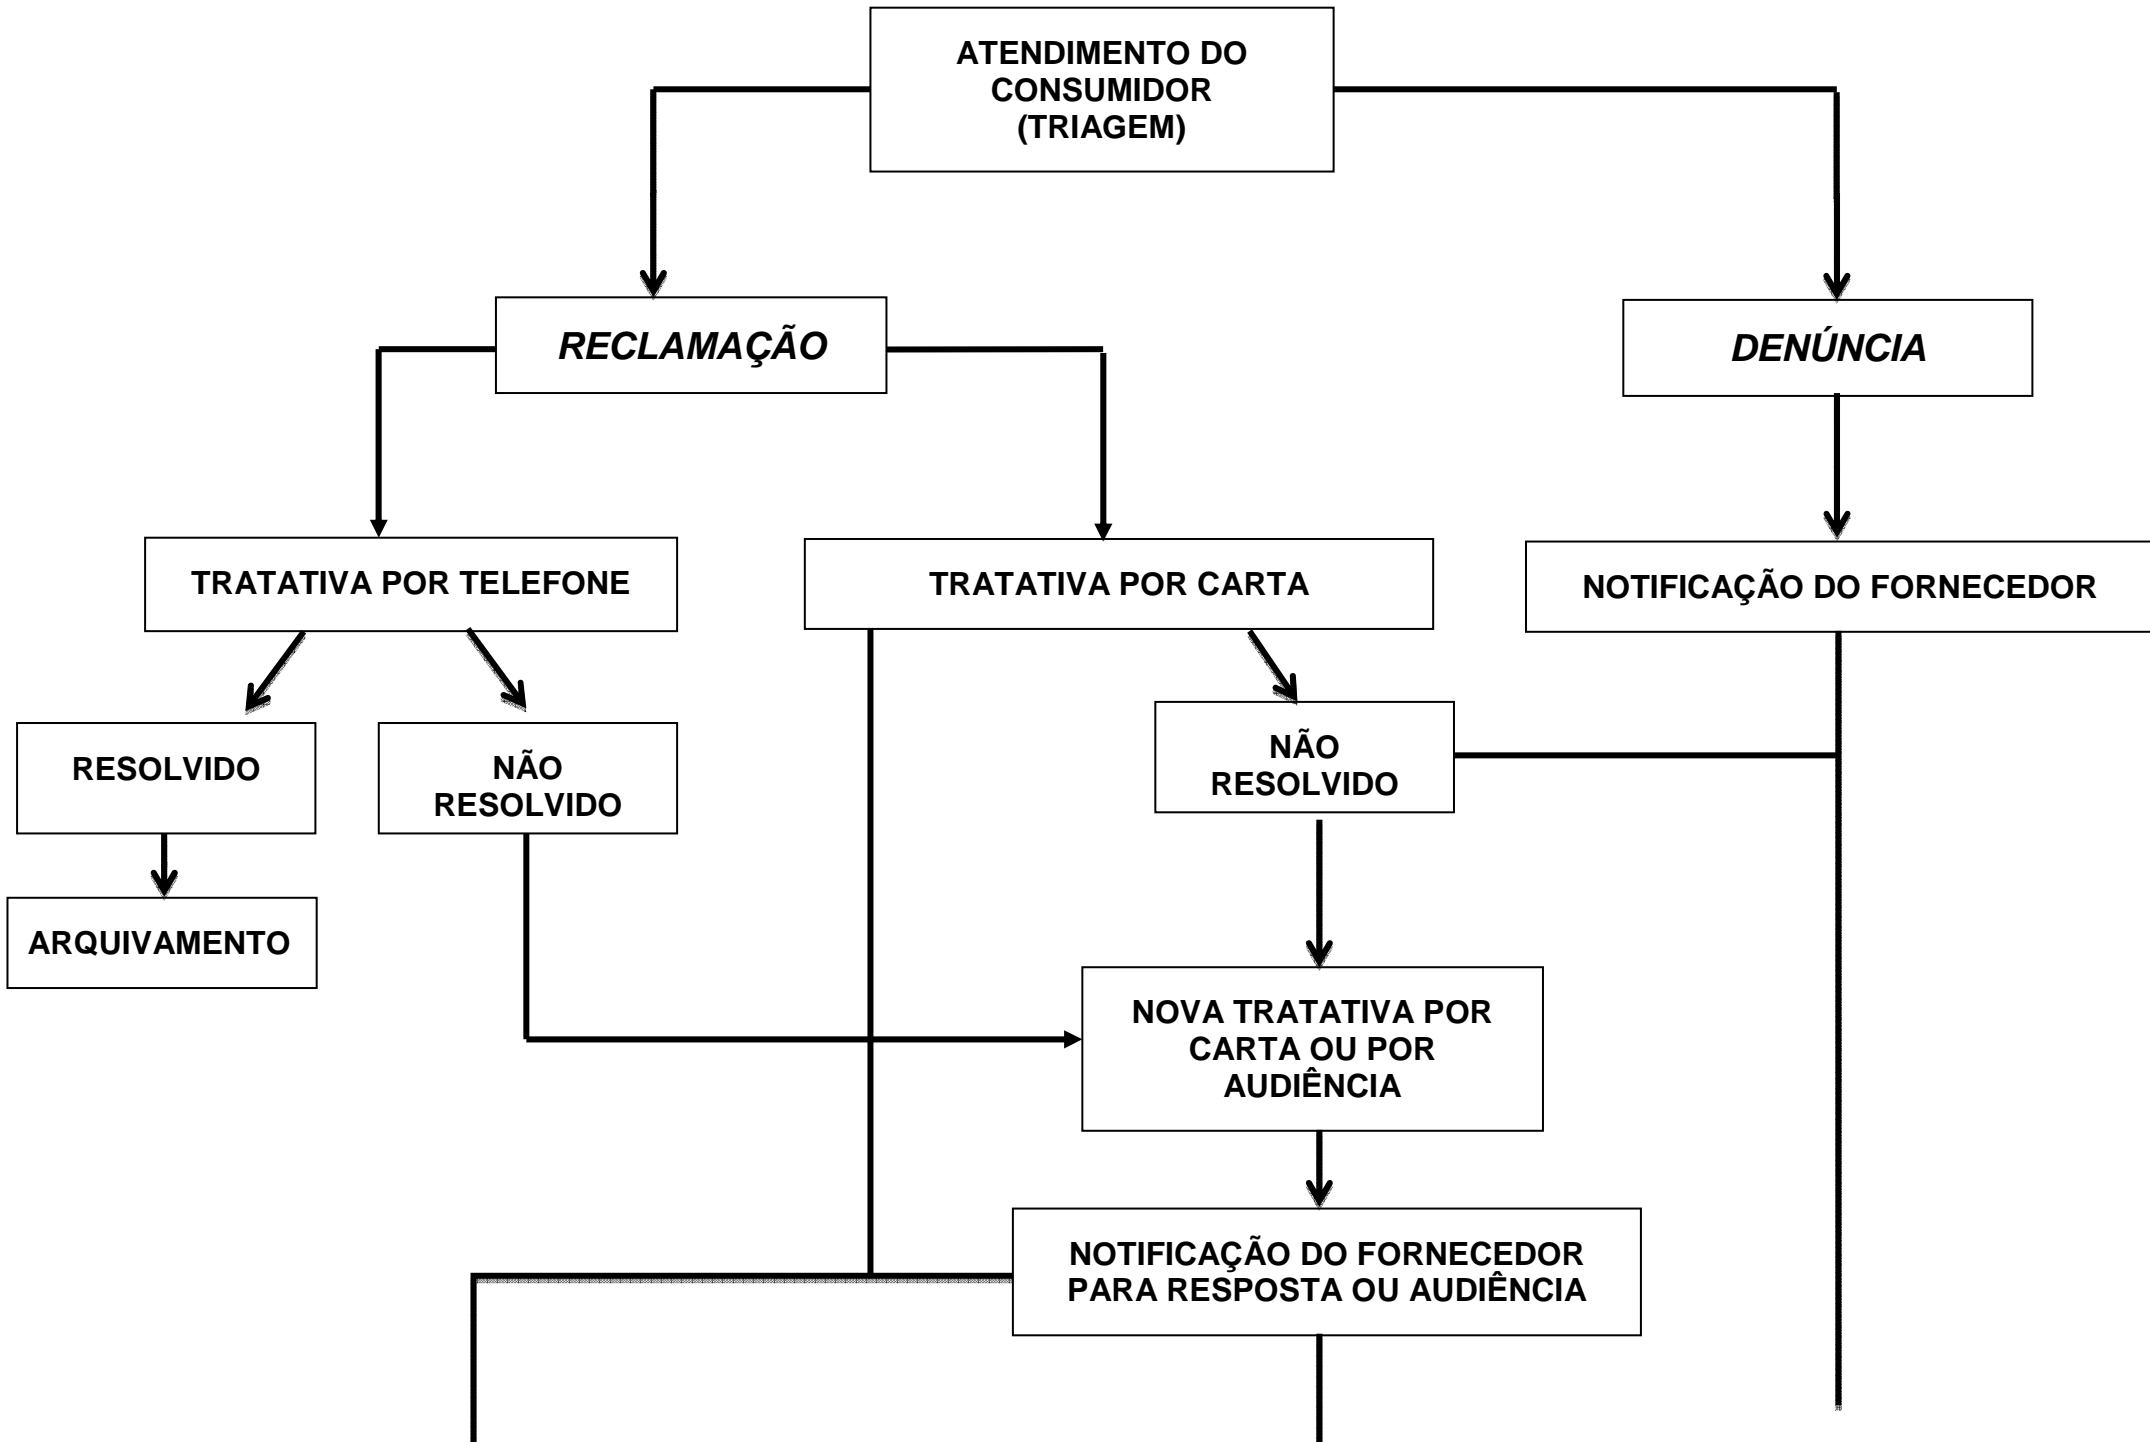 ATENDIMENTO DO
CONSUMIDOR
(TRIAGEM)
RECLAMAÇÃO
DENÚNCIA
TRATATIVA POR TELEFONE
TRATATIVA POR CARTA
NOTIFICAÇÃO DO FORNECEDOR
RESOLVIDO
NÃO
RESOLVIDO
NÃO
RESOLVIDO
ARQUIVAMENTO
NOVA TRATATIVA POR
CARTA OU POR
AUDIÊNCIA
NOTIFICAÇÃO DO FORNECEDOR
PARA RESPOSTA OU AUDIÊNCIA